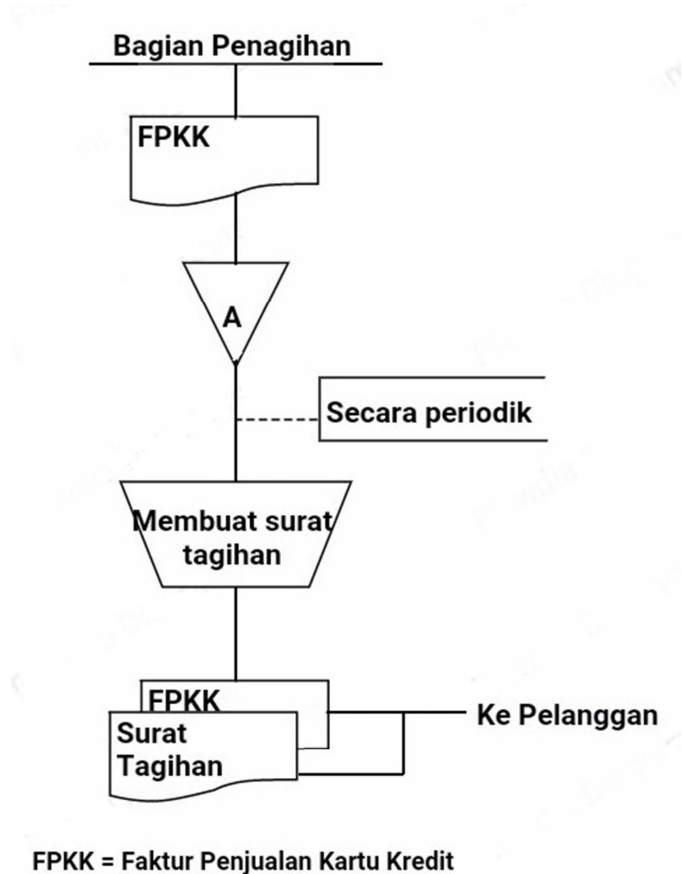 Bagian Penagihan
FPKK
A
Secara periodik
Membuat surat
tagihan
FPKK
Surat
Tagihan
Ke Pelanggan
FPKK = Faktur Penjualan Kartu Kredit